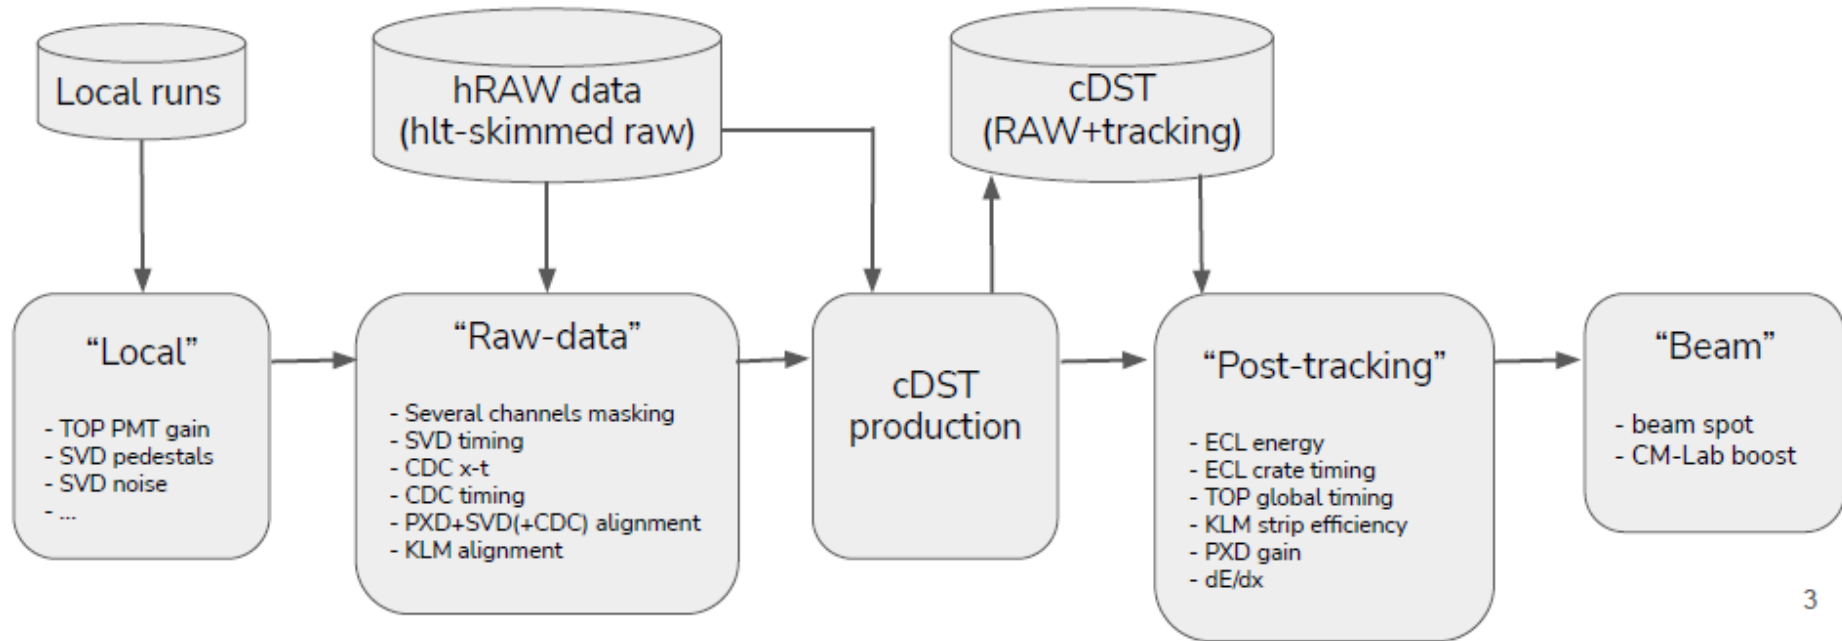 Local runs
hRAW data
(hlt-skimmed raw)
cDST
(RAW+tracking)
“Local”
- TOP PMT gain
- SVD pedestals
- SVD noise
- ...
“Raw-data”
- Several channels masking
- SVD timing
- CDC x-t
- CDC timing
- PXD+SVD(+CDC) alignment
- KLM alignment
cDST
production
“Post-tracking”
- ECL energy
- ECL crate timing
- TOP global timing
- KLM strip efficiency
- PXD gain
- dE/dx
“Beam”
- beam spot
- CM-Lab boost
3